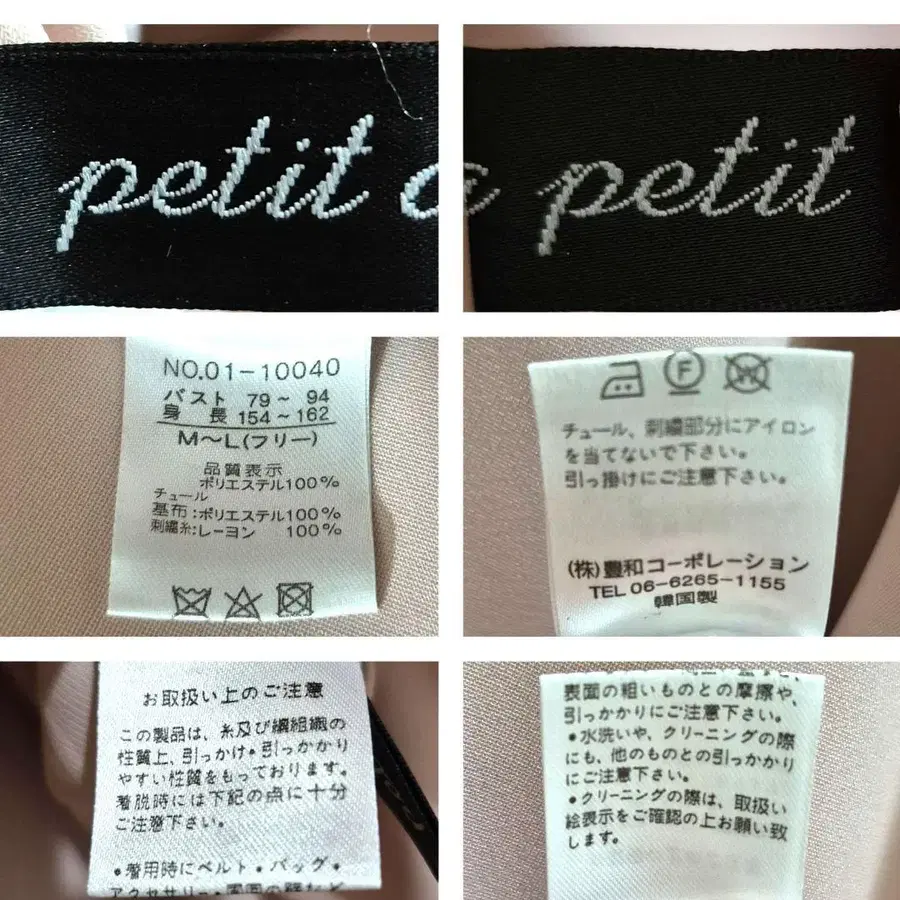 petit
petit
NO.01-10040
バスト 79~ 94
身 長 154~162
M~L(フリー)
品質表示
ポリエステル100%
チュール
基布:ポリエステル100%
刺繡糸:レーヨン 100%
F
チュール、刺繡部分にアイロン
を当てないで下さい。
引っ掛けにご注意下さい。
(株)豊和コーポレーション
TEL 06-6265-1155
韓国製
お取扱い上のご注意
この製品は、糸及び編組織の
性質上、引っかけ・引っかかり
やすい性質をもっております。
着脱時には下記の点に十分
ご注意下さい。
・着用時にベルト・バッグ・
アクセサリー・
表面の粗いものとの摩擦や、
引っかかりにご注意下さい。
・水洗いや、クリーニングの際
にも、他のものとの引っかかり
にご注意下さい。
・クリーニングの際は、取扱い
絵表示をご確認の上お願い致
します。